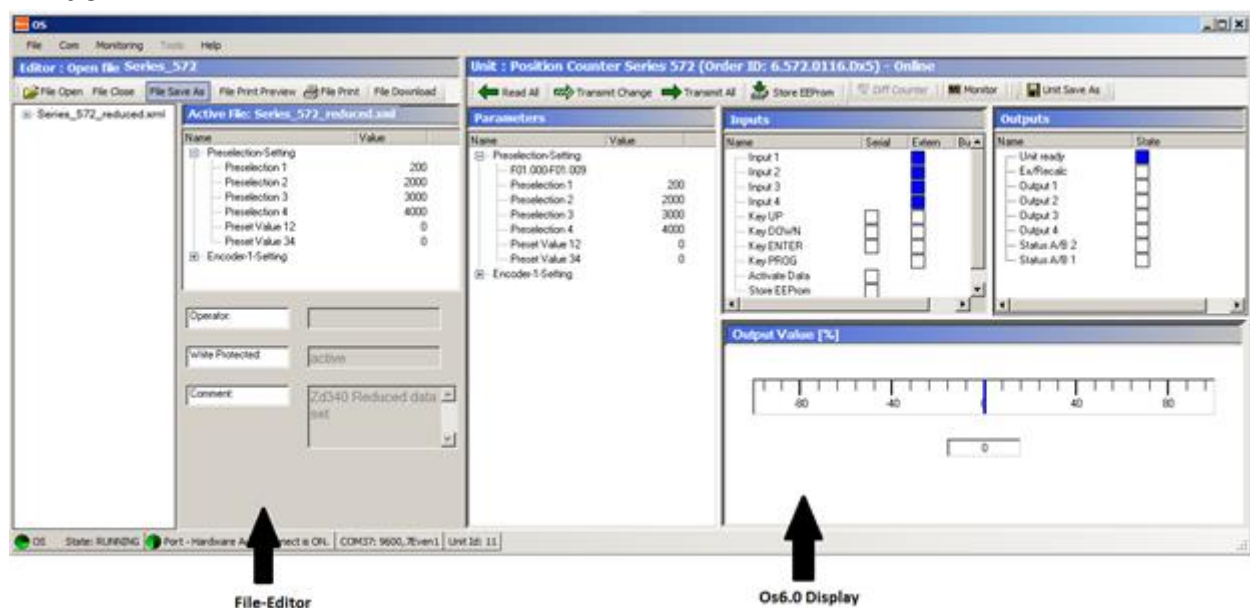 OS
File Com Monitoring Tools Help
Editor : Open file Series_572
File Open File Close File Save As File Print Preview File Print File Download
Series_572_reduced.xml
Active File: Series_572_reduced.xml
Name Value
Preselection-Setting
Preselection 1 200
Preselection 2 2000
Preselection 3 3000
Preselection 4 4000
Preset Value 12 0
Preset Value 34 0
Encoder-1-Setting
Operator:
Write Protected: active
Comment: Zd340 Reduced data
set
Unit : Position Counter Series 572 (Order ID: 6.572.0116.Dx5) - Online
Read All Transmit Change Transmit All Store EEProm Diff Counter Monitor Unit Save As
Parameters
Name Value
Preselection-Setting
F01.000-F01.009
Preselection 1 200
Preselection 2 2000
Preselection 3 3000
Preselection 4 4000
Preset Value 12 0
Preset Value 34 0
Encoder-1-Setting
Inputs
Name Serial Extern Bu
Input 1
Input 2
Input 3
Input 4
Key UP
Key DOWN
Key ENTER
Key PROG
Activate Data
Store EEProm
Outputs
Name State
Unit ready
Ex/Recalc
Output 1
Output 2
Output 3
Output 4
Status A/B 2
Status A/B 1
Output Value [%]
-80 -40 0 40 80
0
OS State: RUNNING Port - Hardware is ON. COM37: 9600,7Even1 Unit Id: 11
File-Editor
Os6.0 Display